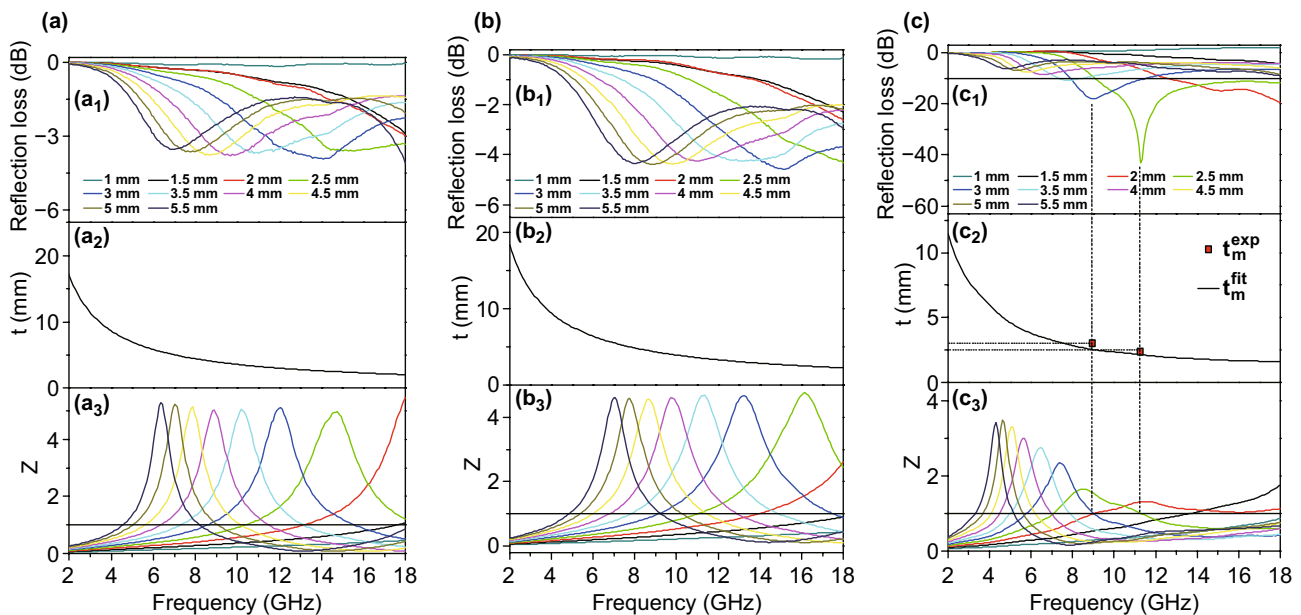 (a)
Reflection loss (dB)
0
−3
−6
(a1)
1 mm 1.5 mm 2 mm 2.5 mm
3 mm 3.5 mm 4 mm 4.5 mm
5 mm 5.5 mm
(a2)
t (mm)
20
10
0
(a3)
Z
4
2
0
2 4 6 8 10 12 14 16 18
Frequency (GHz)
(b)
Reflection loss (dB)
0
−2
−4
−6
(b1)
1 mm 1.5 mm 2 mm 2.5 mm
3 mm 3.5 mm 4 mm 4.5 mm
5 mm 5.5 mm
(b2)
t (mm)
20
10
0
(b3)
Z
4
2
0
2 4 6 8 10 12 14 16 18
Frequency (GHz)
(c)
Reflection loss (dB)
0
−20
−40
−60
(c1)
1 mm 1.5 mm 2 mm 2.5 mm
3 mm 3.5 mm 4 mm 4.5 mm
5 mm 5.5 mm
(c2)
t_m^exp
t_m^fit
t (mm)
10
5
0
(c3)
Z
4
2
0
2 4 6 8 10 12 14 16 18
Frequency (GHz)